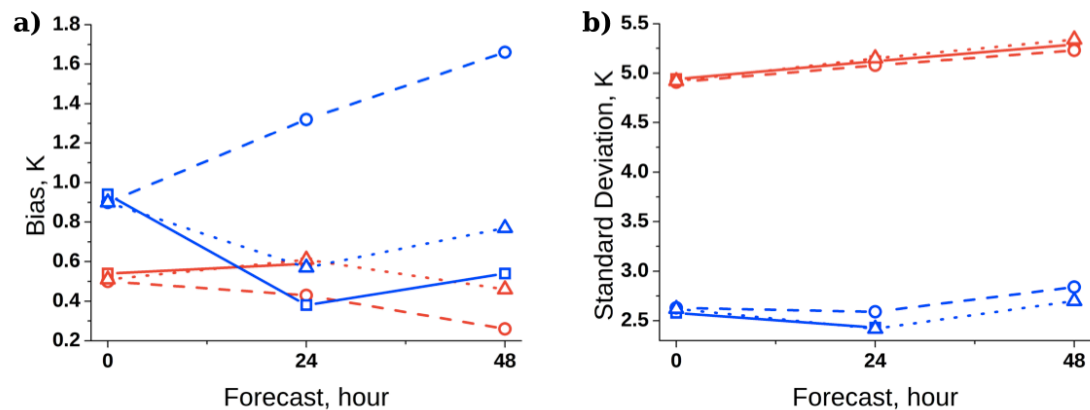 a)
Bias, K
1.8
1.6
1.4
1.2
1.0
0.8
0.6
0.4
0.2
0 24 48
Forecast, hour
b)
Standard Deviation, K
5.5
5.0
4.5
4.0
3.5
3.0
2.5
0 24 48
Forecast, hour